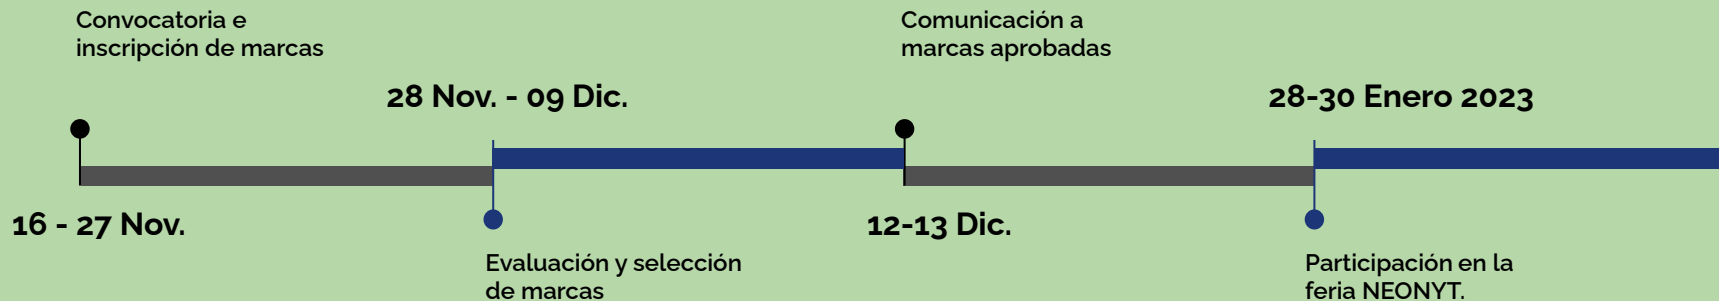 Convocatoria e
inscripción de marcas
16 - 27 Nov.
28 Nov. - 09 Dic.
Evaluación y selección
de marcas
Comunicación a
marcas aprobadas
12-13 Dic.
28-30 Enero 2023
Participación en la
feria NEONYT.